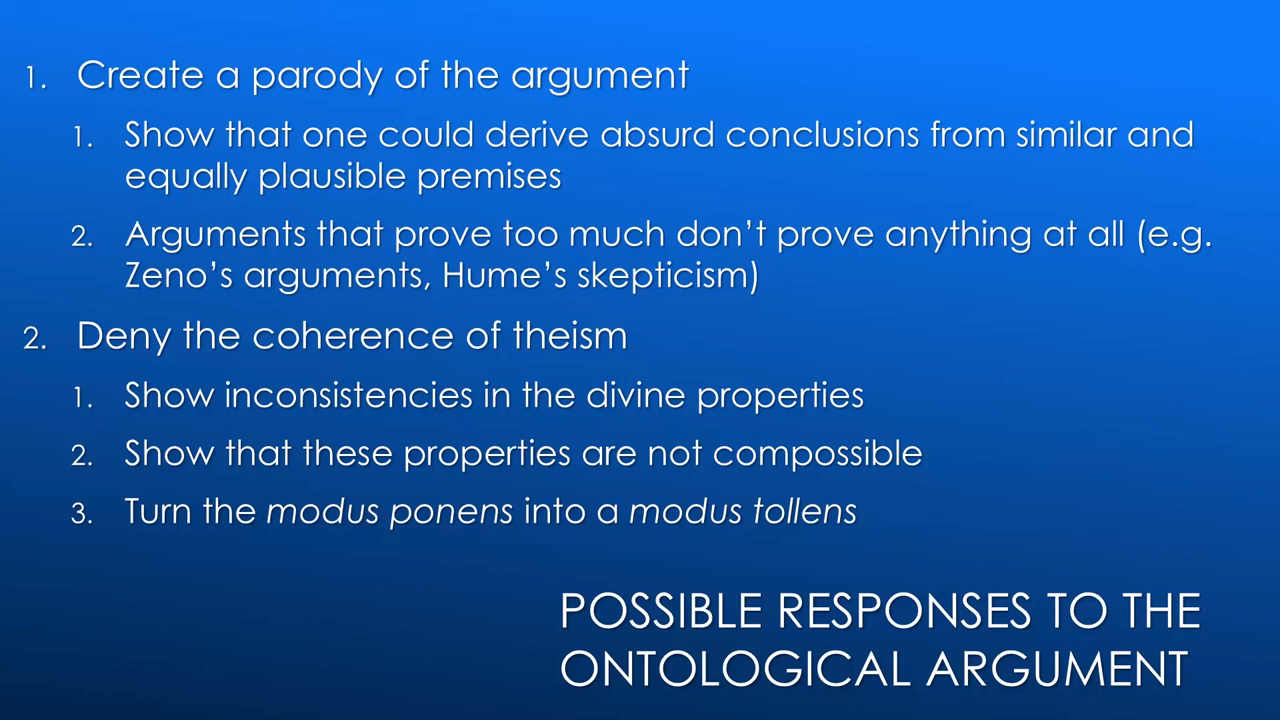 1. Create a parody of the argument
1. Show that one could derive absurd conclusions from similar and
equally plausible premises
2. Arguments that prove too much don’t prove anything at all (e.g.
Zeno’s arguments, Hume’s skepticism)
2. Deny the coherence of theism
1. Show inconsistencies in the divine properties
2. Show that these properties are not compossible
3. Turn the modus ponens into a modus tollens
POSSIBLE RESPONSES TO THE
ONTOLOGICAL ARGUMENT